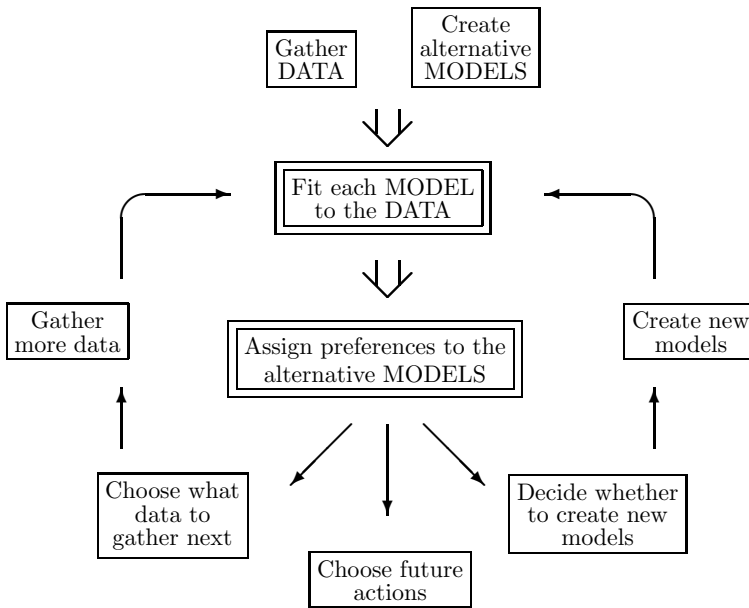 Gather
DATA
Create
alternative
MODELS
Fit each MODEL
to the DATA
Gather
more data
Assign preferences to the
alternative MODELS
Create new
models
Choose what
data to
gather next
Choose future
actions
Decide whether
to create new
models